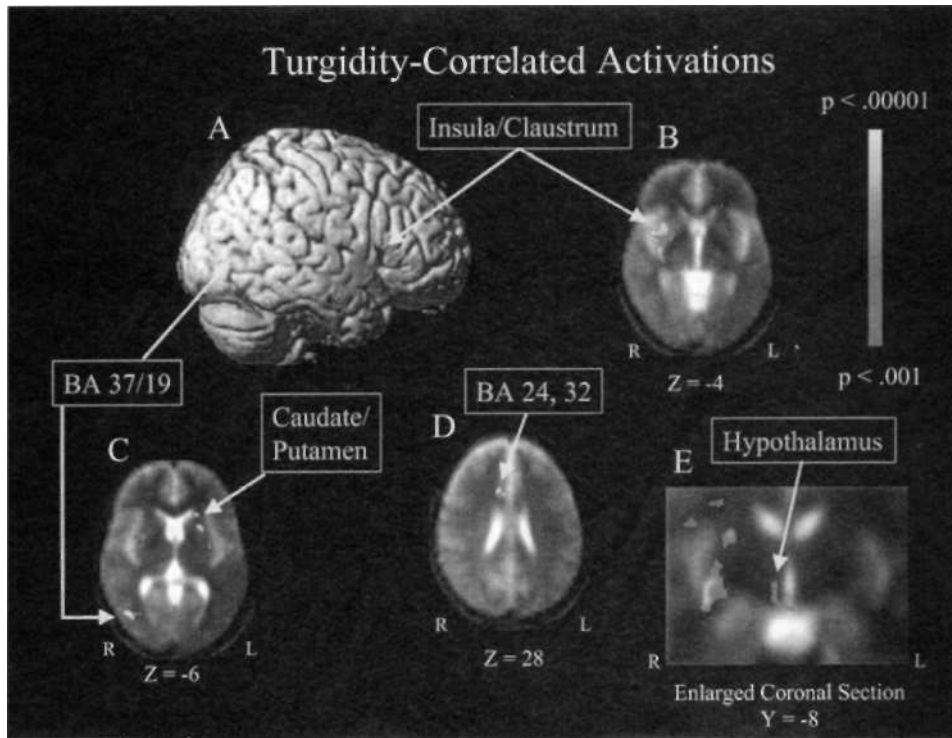 Turgidity-Correlated Activations
p < .00001
A
Insula/Claustrum
B
R
L
Z = -4
p < .001
BA 37/19
Caudate/
Putamen
C
R
L
Z = -6
BA 24, 32
D
R
L
Z = 28
Hypothalamus
E
R
L
Enlarged Coronal Section
Y = -8